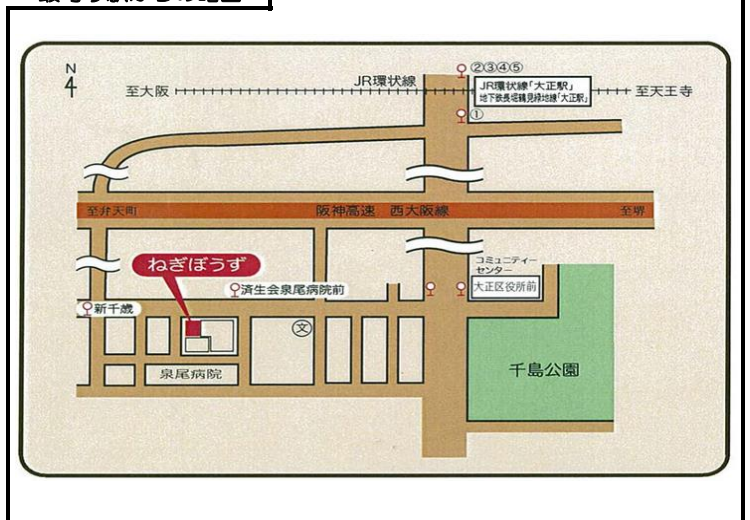 N
至大阪
JR環状線
②③④⑤
JR環状線「大正駅」
地下鉄長堀鶴見緑地線「大正駅」
至天王寺
①
至弁天町
阪神高速 西大阪線
至堺
ねぎぼうず
済生会泉尾病院前
コミュニティー
センター
大正区役所前
新千歳
文
泉尾病院
千島公園